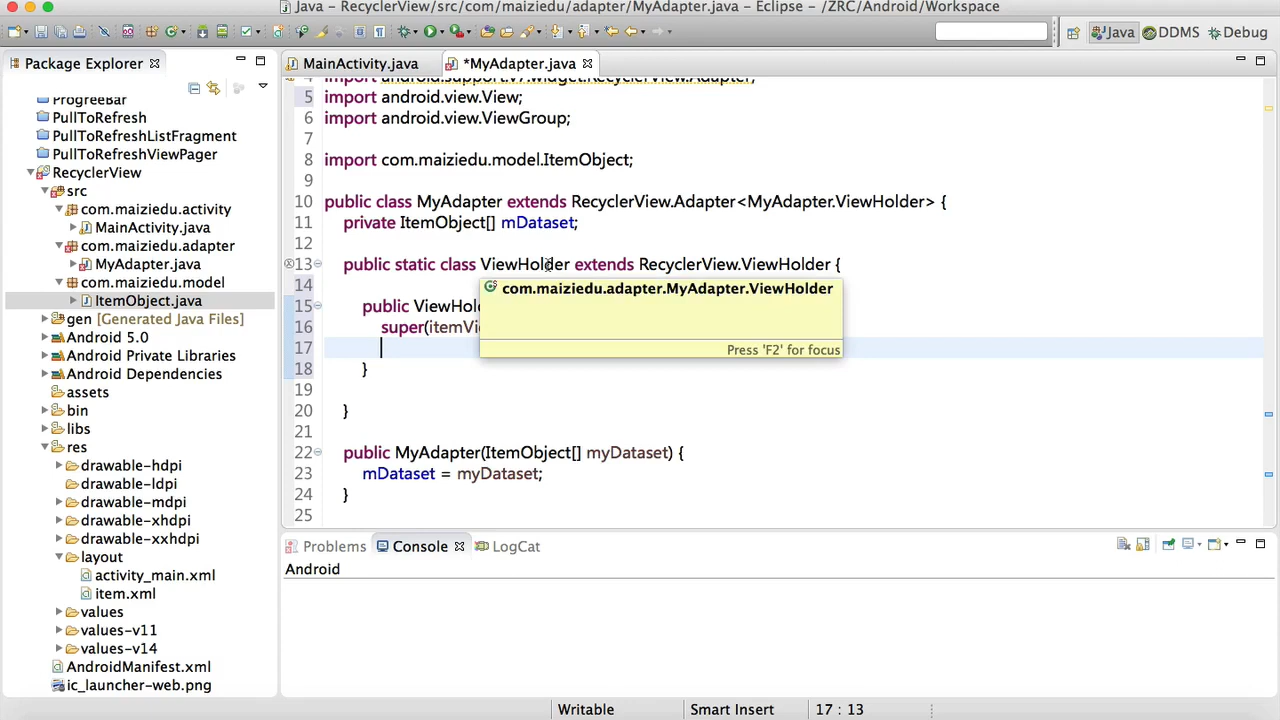 Java - RecyclerView/src/com/maiziedu/adapter/MyAdapter.java - Eclipse - /ZRC/Android/Workspace
Java
DDMS
Debug
Package Explorer
MainActivity.java
*MyAdapter.java
ProgreeBar
PullToRefresh
PullToRefreshListFragment
PullToRefreshViewPager
RecyclerView
src
com.maiziedu.activity
MainActivity.java
com.maiziedu.adapter
MyAdapter.java
com.maiziedu.model
ItemObject.java
gen [Generated Java Files]
Android 5.0
Android Private Libraries
Android Dependencies
assets
bin
libs
res
drawable-hdpi
drawable-ldpi
drawable-mdpi
drawable-xhdpi
drawable-xxhdpi
layout
activity_main.xml
item.xml
values
values-v11
values-v14
AndroidManifest.xml
ic_launcher-web.png
4 import android.support.v7.widget.RecyclerView.Adapter;
5 import android.view.View;
6 import android.view.ViewGroup;
7
8 import com.maiziedu.model.ItemObject;
9
10 public class MyAdapter extends RecyclerView.Adapter<MyAdapter.ViewHolder> {
11 private ItemObject[] mDataset;
12
13 public static class ViewHolder extends RecyclerView.ViewHolder {
14
com.maiziedu.adapter.MyAdapter.ViewHolder
15 public ViewHol
16 super(itemVi
17
Press 'F2' for focus
18 }
19
20 }
21
22 public MyAdapter(ItemObject[] myDataset) {
23 mDataset = myDataset;
24 }
25
Problems
Console
LogCat
Android
Writable
Smart Insert
17 : 13